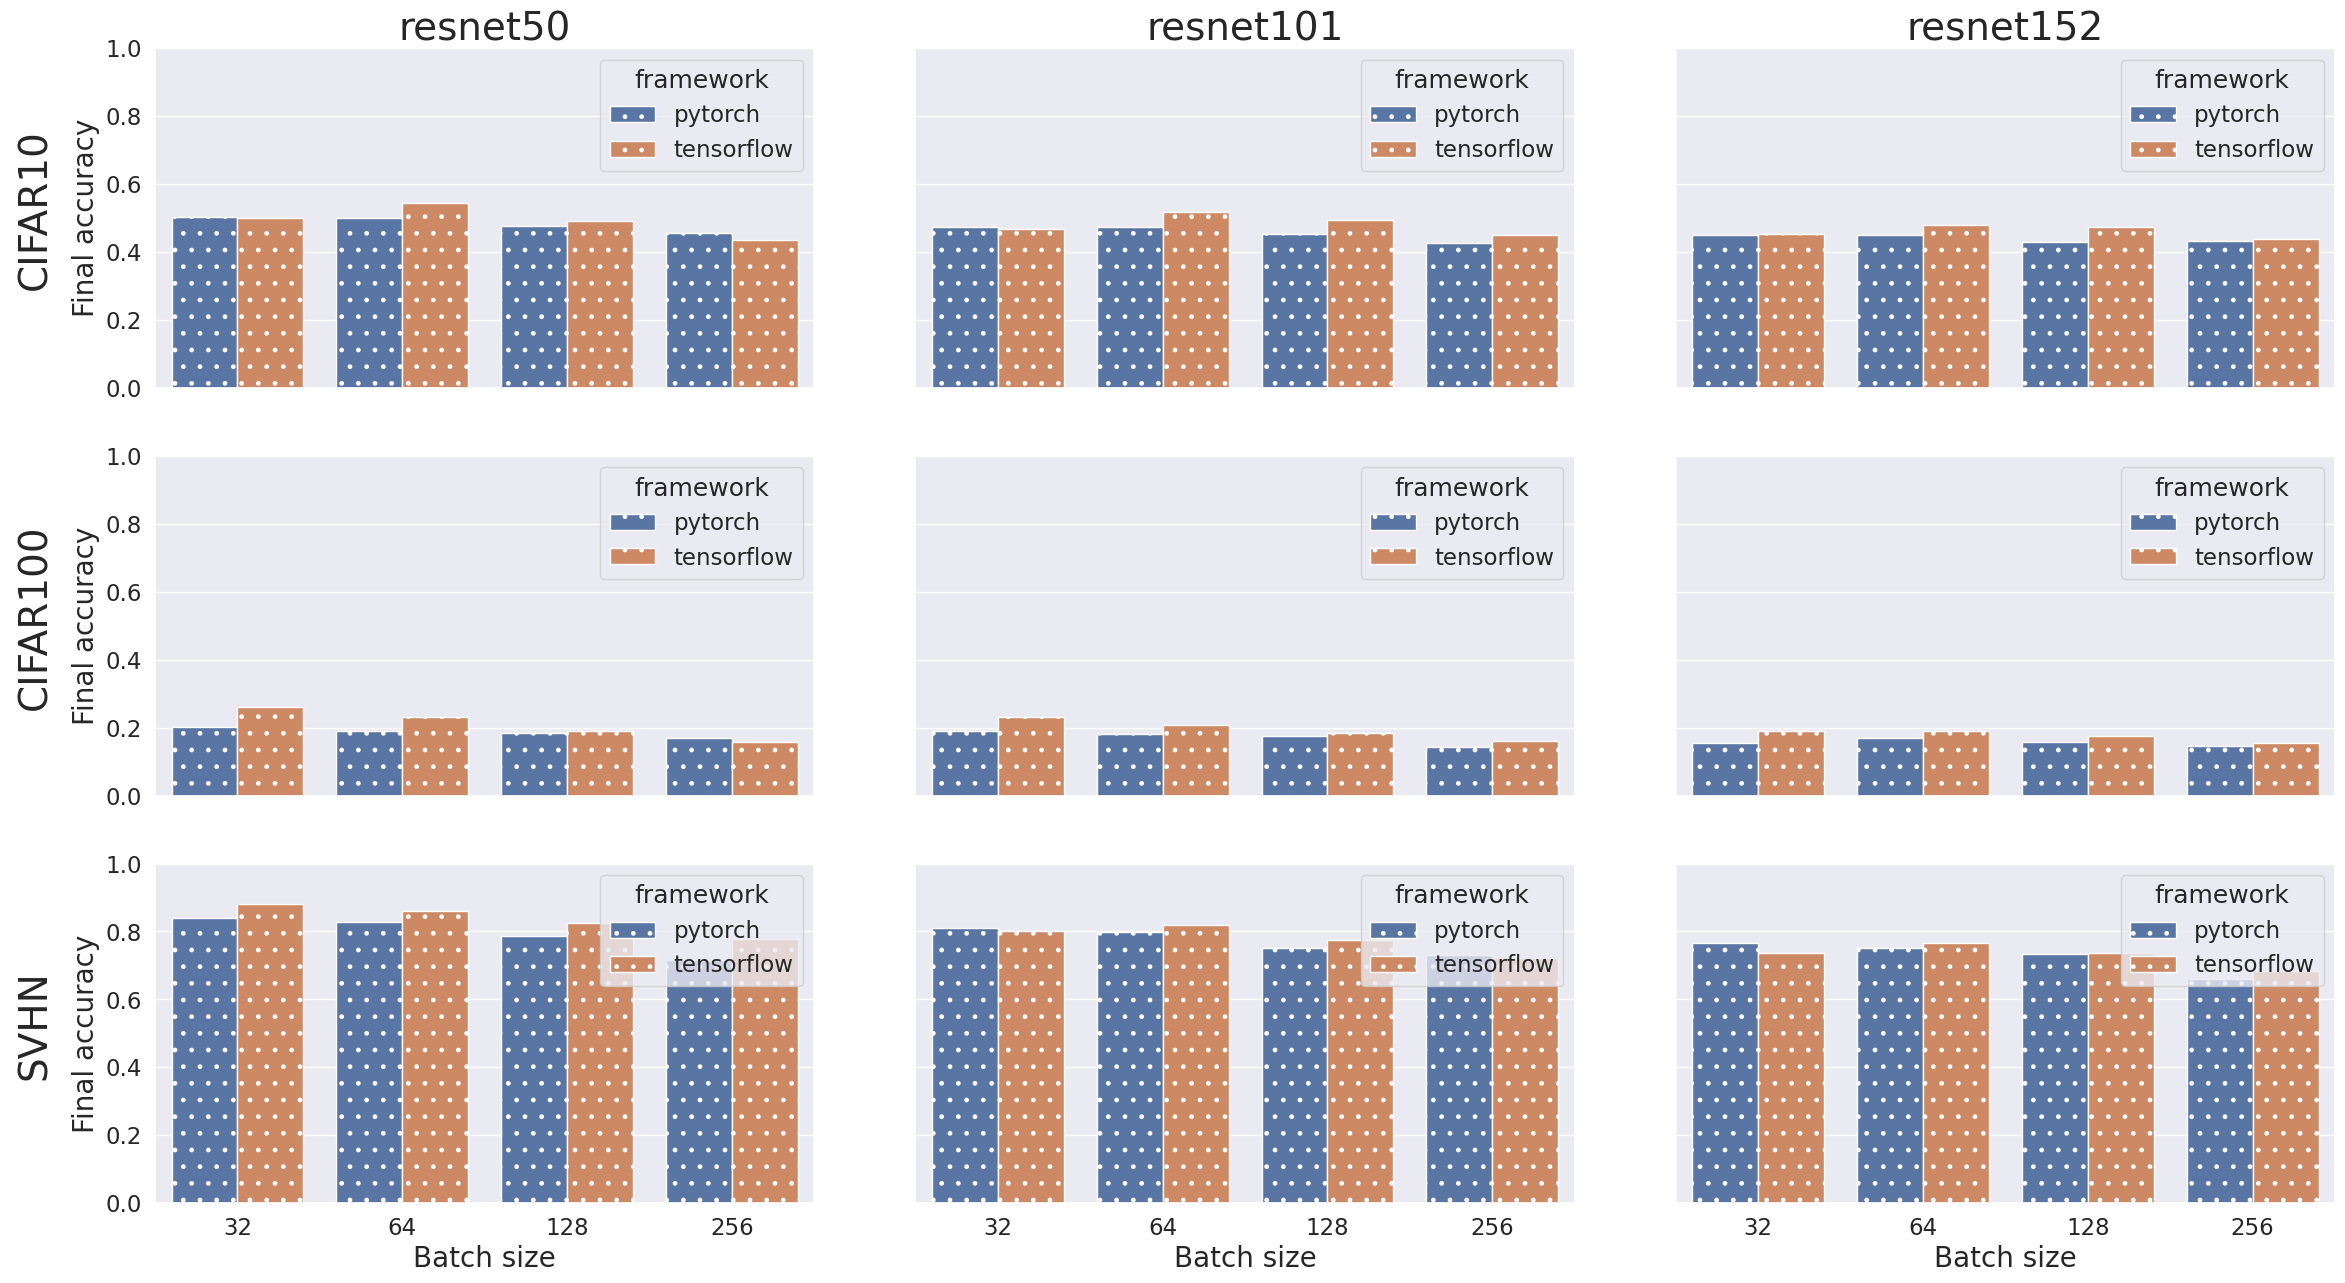 resnet50
resnet101
resnet152
CIFAR10
Final accuracy
1.0
0.8
0.6
0.4
0.2
0.0
framework
pytorch
tensorflow
framework
pytorch
tensorflow
framework
pytorch
tensorflow
CIFAR100
Final accuracy
1.0
0.8
0.6
0.4
0.2
0.0
framework
pytorch
tensorflow
framework
pytorch
tensorflow
framework
pytorch
tensorflow
SVHN
Final accuracy
1.0
0.8
0.6
0.4
0.2
0.0
framework
pytorch
tensorflow
framework
pytorch
tensorflow
framework
pytorch
tensorflow
32 64 128 256
Batch size
32 64 128 256
Batch size
32 64 128 256
Batch size